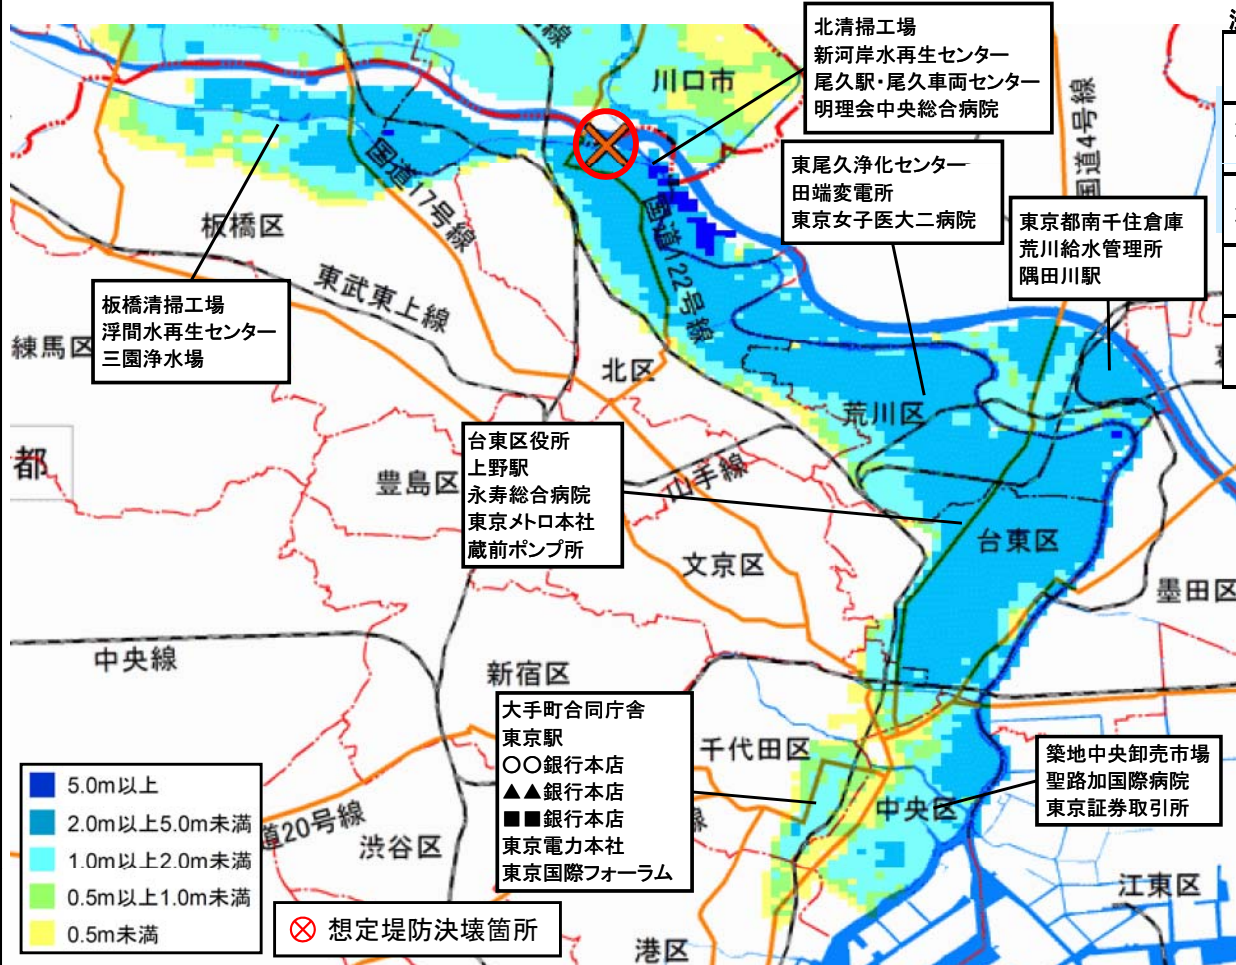 北清掃工場
新河岸水再生センター
尾久駅・尾久車両センター
明理会中央総合病院
川口市
国道4号線
東尾久浄化センター
田端変電所
東京女子医大二病院
東京都南千住倉庫
荒川給水管理所
隅田川駅
国道17号線
国道122号線
板橋区
東武東上線
板橋清掃工場
浮間水再生センター
三園浄水場
練馬区
北区
荒川区
都
豊島区
山手線
台東区役所
上野駅
永寿総合病院
東京メトロ本社
蔵前ポンプ所
台東区
文京区
墨田区
中央線
新宿区
大手町合同庁舎
東京駅
〇〇銀行本店
▲▲銀行本店
■■銀行本店
東京電力本社
東京国際フォーラム
千代田区
築地中央卸売市場
聖路加国際病院
東京証券取引所
中央区
5.0m以上
2.0m以上5.0m未満
1.0m以上2.0m未満
0.5m以上1.0m未満
0.5m未満
道20号線
渋谷区
江東区
想定堤防決壊箇所
港区